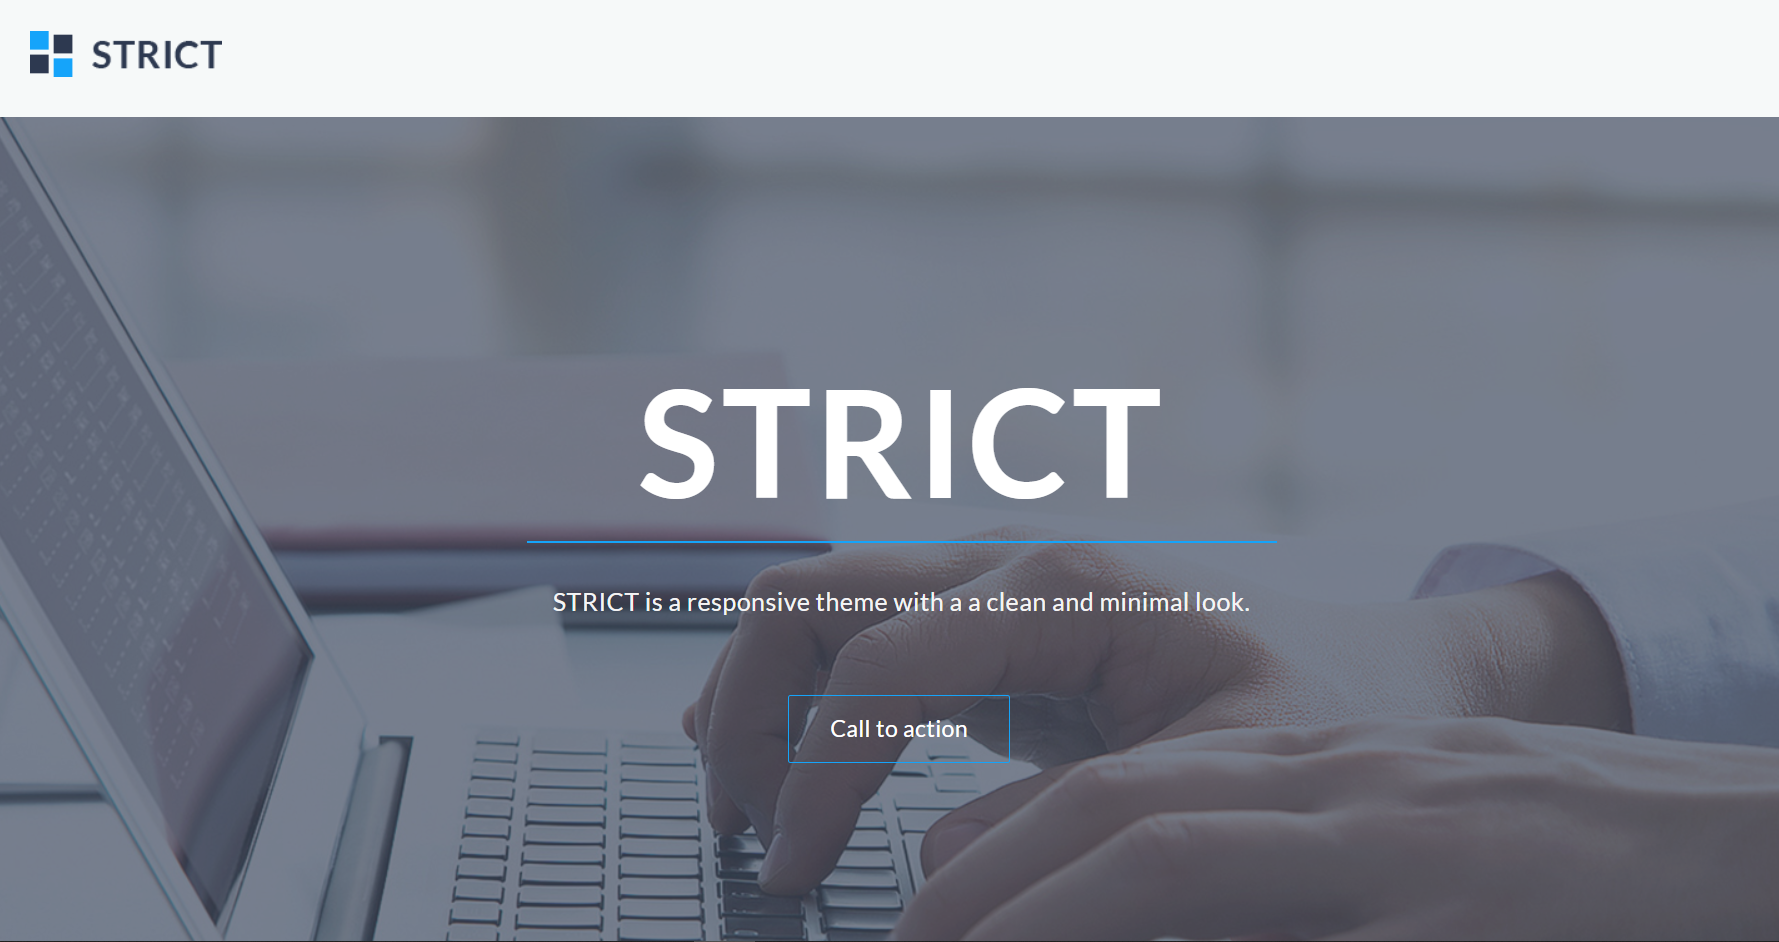 STRICT
STRICT
STRICT is a responsive theme with a a clean and minimal look.
Call to action